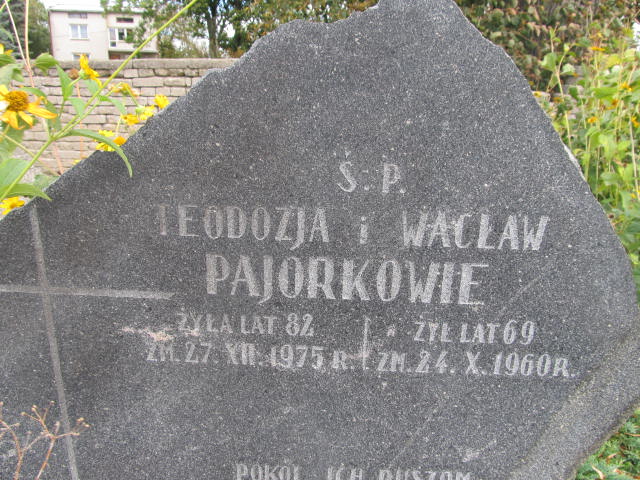 Ś. P.
TEODOZJA i WACŁAW
PAJORKOWIE
ŻYŁA LAT 82 ŻYŁ LAT 69
ZM. 27. XII. 1975 R. ZM. 24. X. 1960 R.
POKÓJ ICH DUSZOM